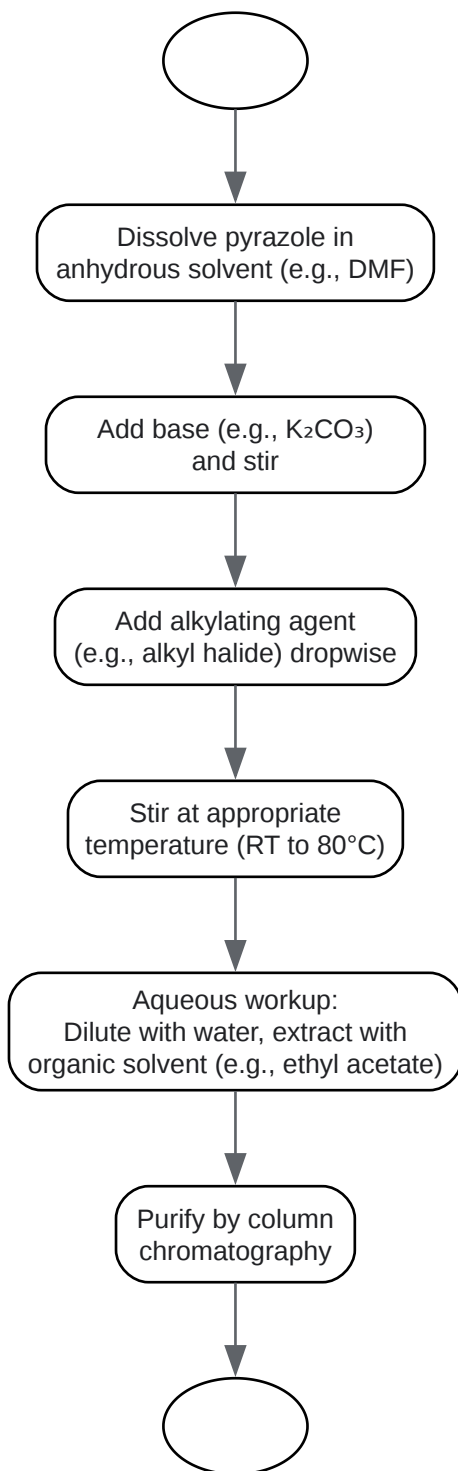 Dissolve pyrazole in
anhydrous solvent (e.g., DMF)
Add base (e.g., K₂CO₃)
and stir
Add alkylating agent
(e.g., alkyl halide) dropwise
Stir at appropriate
temperature (RT to 80°C)
Aqueous workup:
Dilute with water, extract with
organic solvent (e.g., ethyl acetate)
Purify by column
chromatography